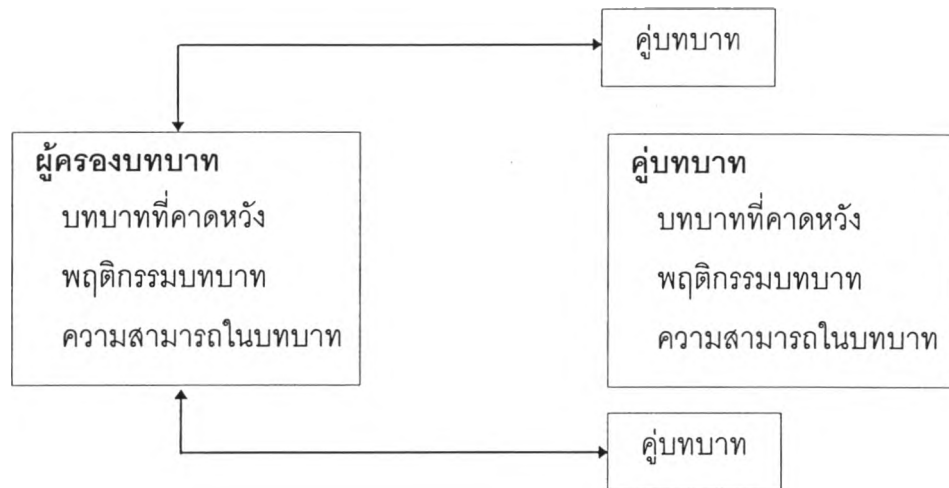 คู่บทบาท
ผู้ครองบทบาท
บทบาทที่คาดหวัง
พฤติกรรมบทบาท
ความสามารถในบทบาท
คู่บทบาท
บทบาทที่คาดหวัง
พฤติกรรมบทบาท
ความสามารถในบทบาท
คู่บทบาท